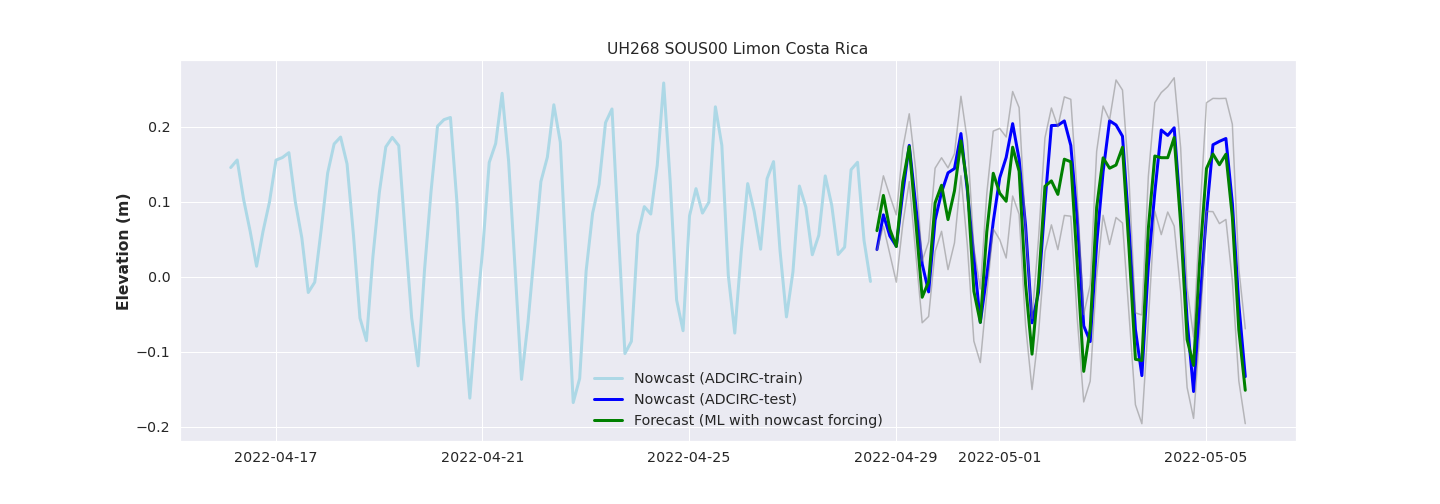 UH268 SOUS00 Limon Costa Rica
Elevation (m)
0.2
0.1
0.0
−0.1
−0.2
Nowcast (ADCIRC-train)
Nowcast (ADCIRC-test)
Forecast (ML with nowcast forcing)
2022-04-17 2022-04-21 2022-04-25 2022-04-29 2022-05-01 2022-05-05